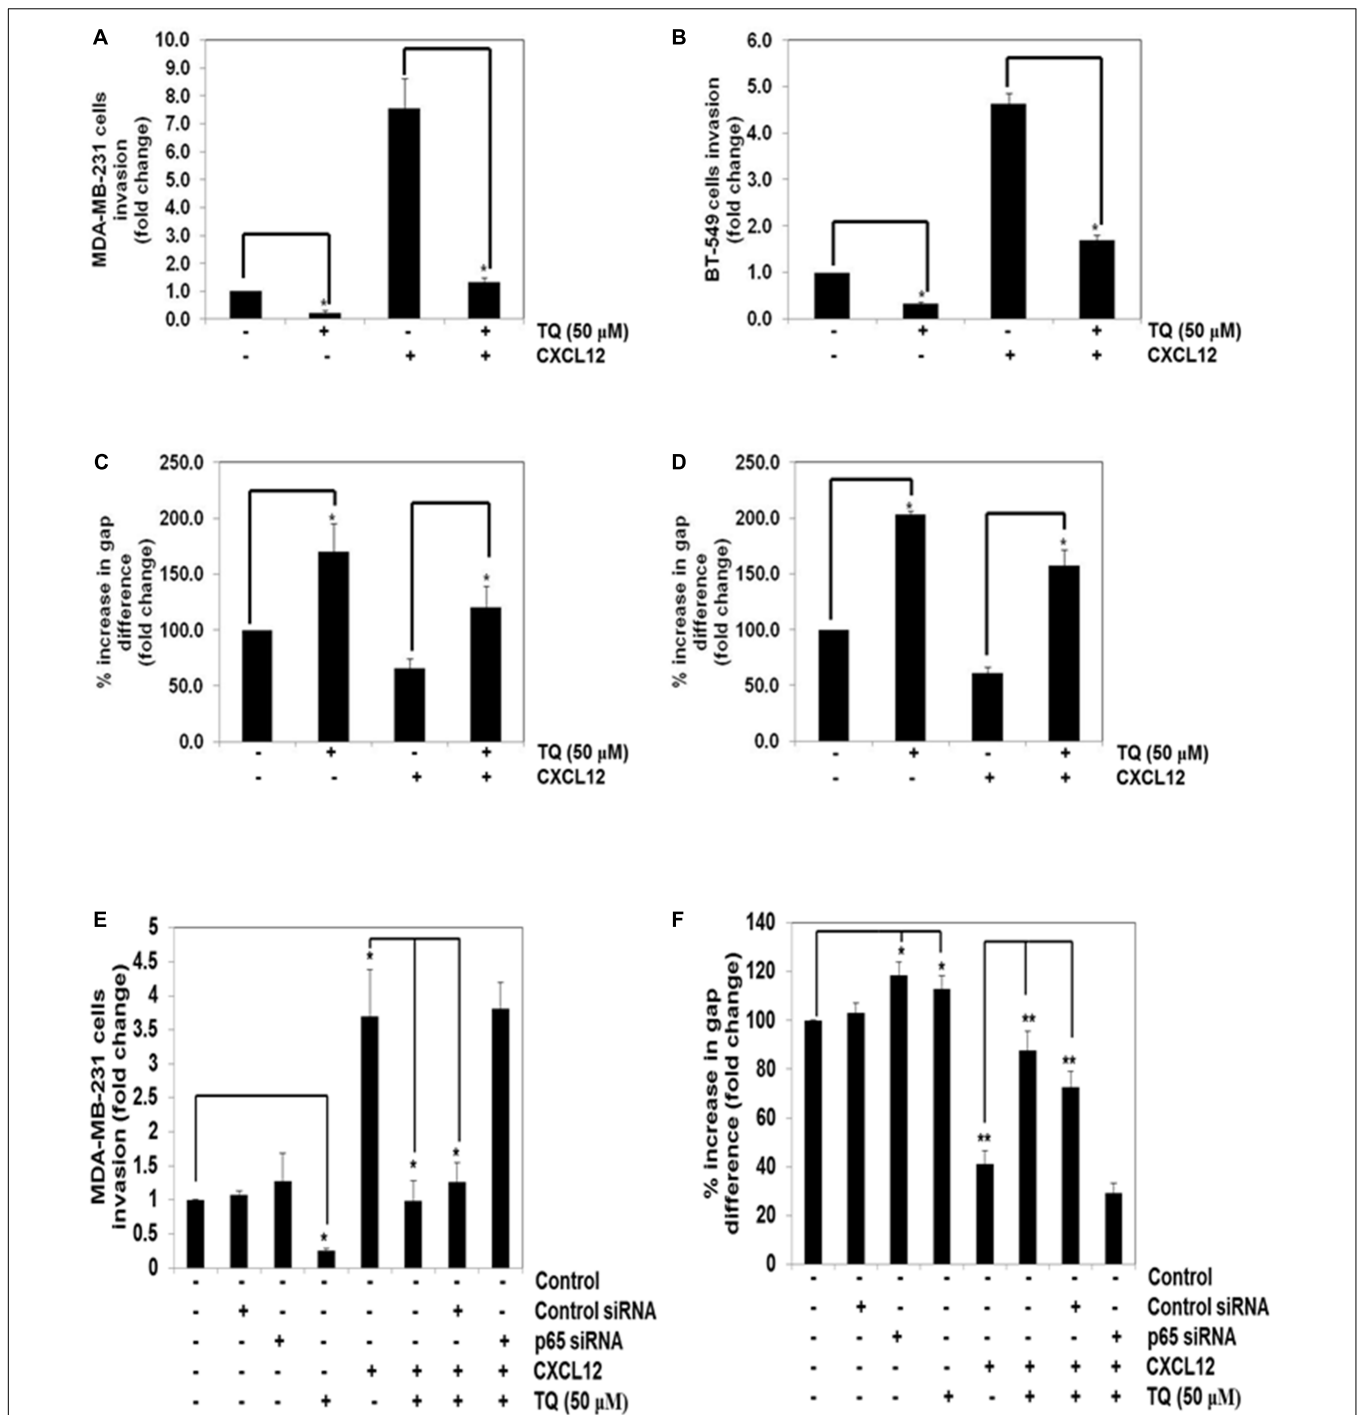 A
MDA-MB-231 cells
invasion
(fold change)
10.0
9.0
8.0
7.0
6.0
5.0
4.0
3.0
2.0
1.0
0.0
*
*
- + - + TQ (50 µM)
- - + + CXCL12
B
BT-549 cells invasion
(fold change)
6.0
5.0
4.0
3.0
2.0
1.0
0.0
*
*
- + - + TQ (50 µM)
- - + + CXCL12
C
% increase in gap
difference
(fold change)
250.0
200.0
150.0
100.0
50.0
0.0
*
*
- + - + TQ (50 µM)
- - + + CXCL12
D
% increase in gap
difference
(fold change)
250.0
200.0
150.0
100.0
50.0
0.0
*
*
- + - + TQ (50 µM)
- - + + CXCL12
E
MDA-MB-231 cells
invasion (fold change)
5
4.5
4
3.5
3
2.5
2
1.5
1
0.5
0
*
*
*
*
- - - - - - - - Control
- + - - - - + - Control siRNA
- - + - - - - + p65 siRNA
- - - - + + + + CXCL12
- - - + - + + + TQ (50 µM)
F
% increase in gap
difference (fold change)
140
120
100
80
60
40
20
0
*
*
**
**
**
- - - - - - - - Control
- + - - - - + - Control siRNA
- - + - - - - + p65 siRNA
- - - - + + + + CXCL12
- - - + - + + + TQ (50 µM)